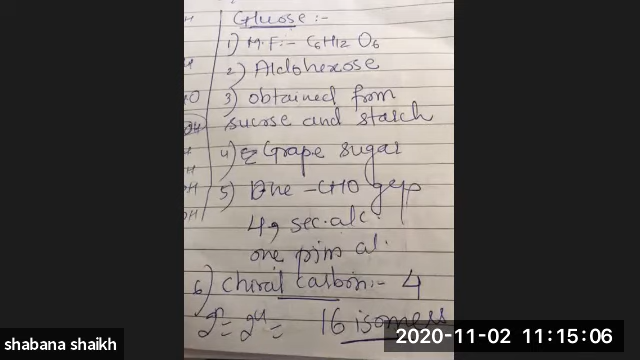 Glucose :-
1) M.F :- C6H12 O6
2) Aldohexose
3) obtained from
sucrose and starch
4) Grape sugar
5) One -CHO grp
4, sec. alc.
one prim al.
6) chiral carbon :- 4
2ⁿ = 2⁴ = 16 isomers
shabana shaikh
2020-11-02 11:15:06